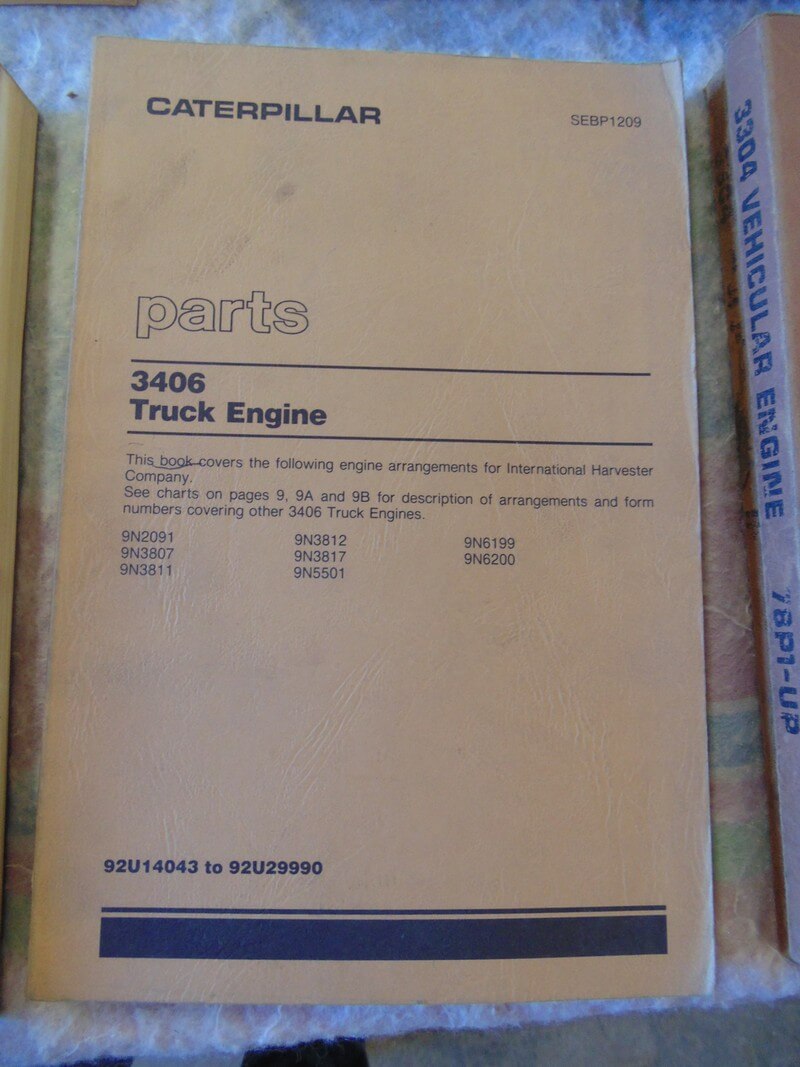 CATERPILLAR
SEBP1209
parts
3406
Truck Engine
This book covers the following engine arrangements for International Harvester
Company.
See charts on pages 9, 9A and 9B for description of arrangements and form
numbers covering other 3406 Truck Engines.
9N2091 9N3812 9N6199
9N3807 9N3817 9N6200
9N3811 9N5501
92U14043 to 92U29990
3304 VEHICULAR ENGINE 78P1-UP